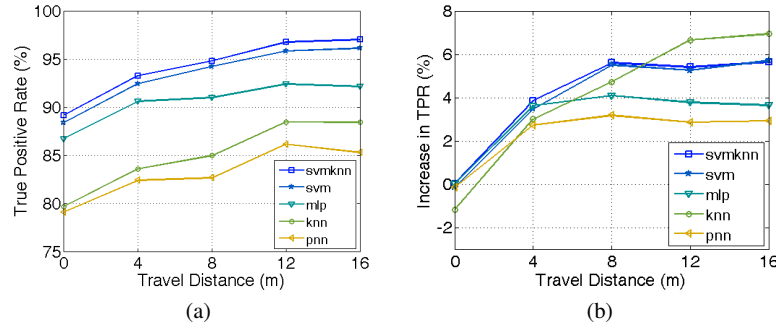 100
95
90
85
80
75
True Positive Rate (%)
svmknn
svm
mlp
knn
pnn
0 4 8 12 16
Travel Distance (m)
(a)
8
6
4
2
0
-2
Increase in TPR (%)
svmknn
svm
mlp
knn
pnn
0 4 8 12 16
Travel Distance (m)
(b)